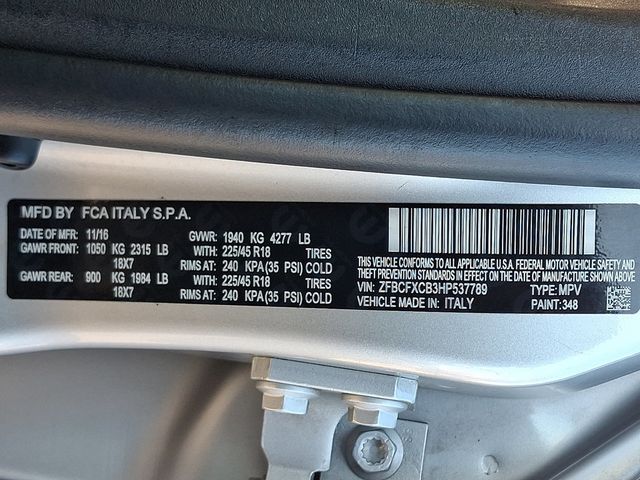 MFD BY FCA ITALY S.P.A.
DATE OF MFR: 11/16 GVWR: 1940 KG 4277 LB
GAWR FRONT: 1050 KG 2315 LB WITH 225/45 R18 TIRES
18X7 RIMS AT: 240 KPA (35 PSI) COLD
GAWR REAR: 900 KG 1984 LB WITH 225/45 R18 TIRES
18X7 RIMS AT: 240 KPA (35 PSI) COLD
THIS VEHICLE CONFORMS TO ALL APPLICABLE U.S.A. FEDERAL MOTOR VEHICLE SAFETY AND
THEFT PREVENTION STANDARDS IN EFFECT ON THE DATE OF MANUFACTURE SHOWN ABOVE
VIN: ZFBCFXCB3HP537789 TYPE: MPV
VEHICLE MADE IN: ITALY PAINT: 348